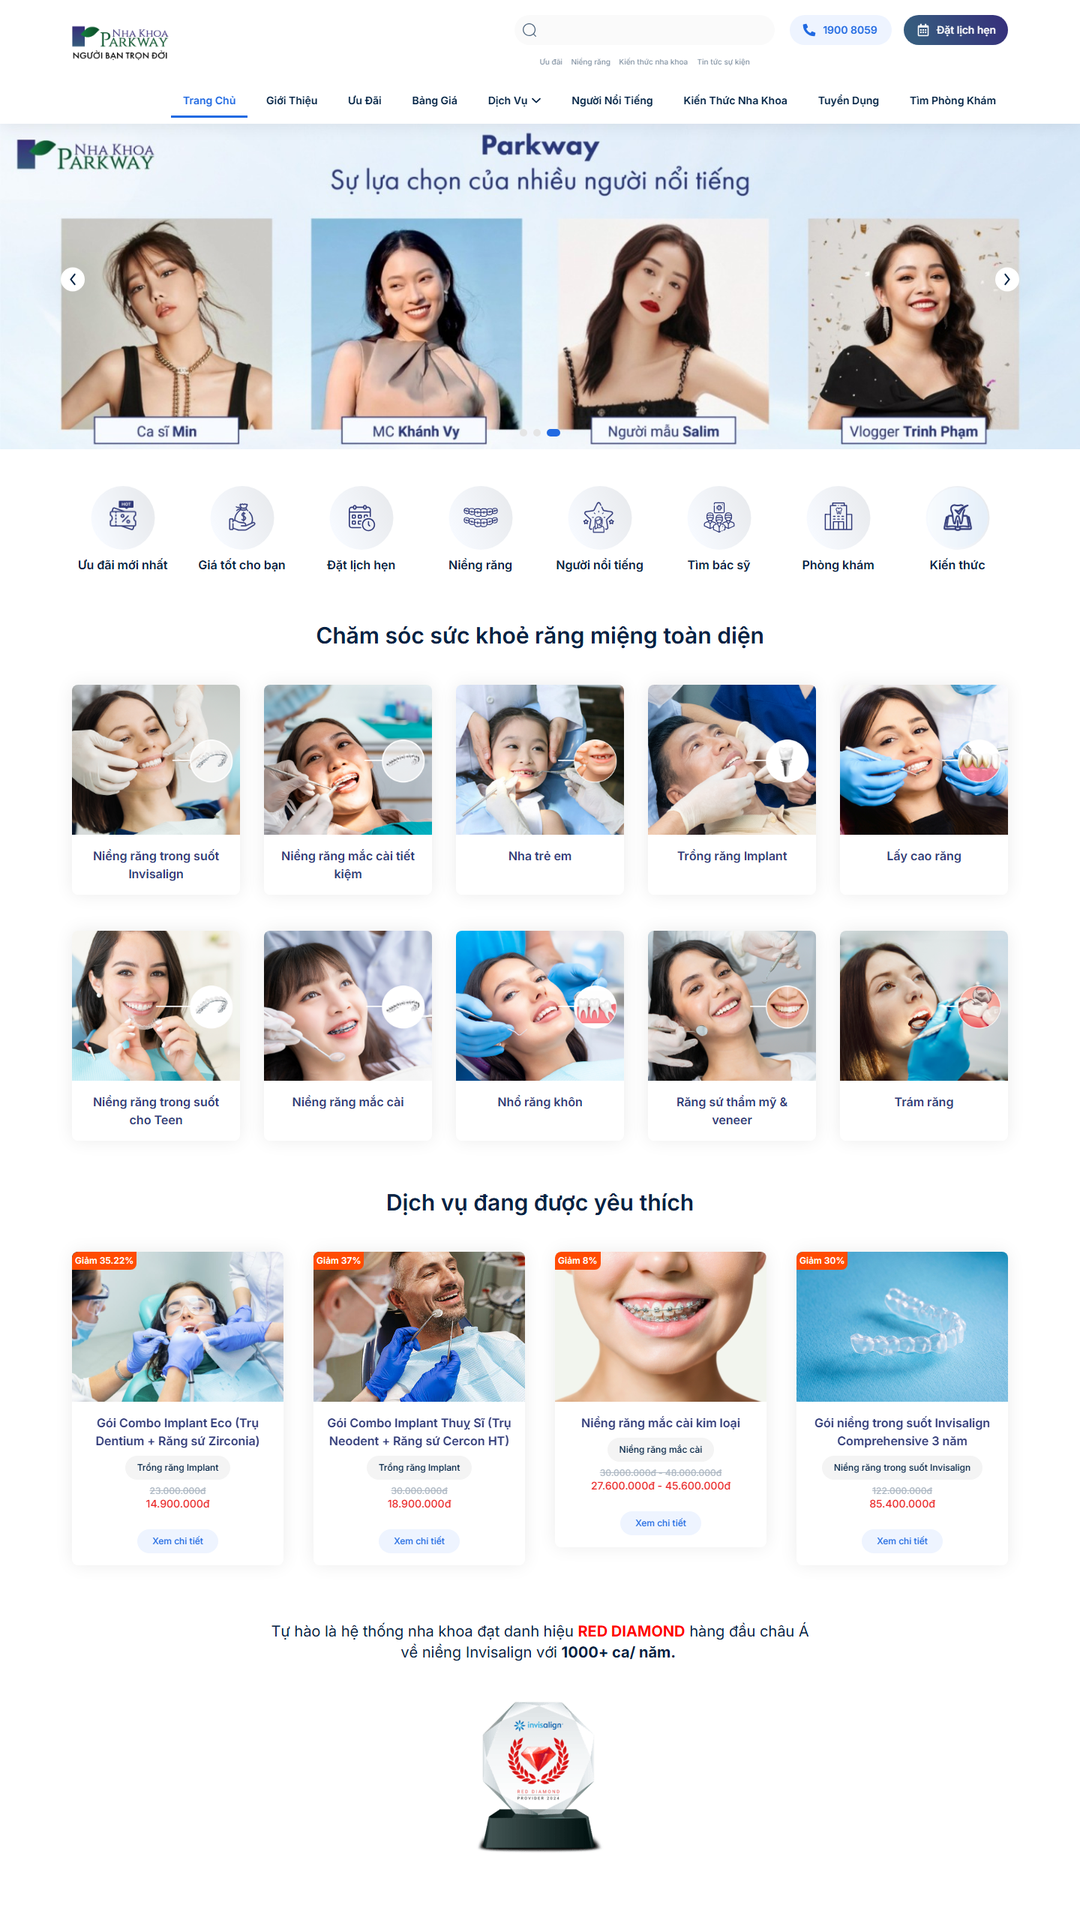 NHA KHOA
PARKWAY
NGƯỜI BẠN TRỌN ĐỜI
1900 8059
Đặt lịch hẹn
Ưu đãi Niềng răng Kiến thức nha khoa Tin tức sự kiện
Trang Chủ Giới Thiệu Ưu Đãi Bảng Giá Dịch Vụ Người Nổi Tiếng Kiến Thức Nha Khoa Tuyển Dụng Tìm Phòng Khám
NHA KHOA
PARKWAY
Parkway
Sự lựa chọn của nhiều người nổi tiếng
Ca sĩ Min
MC Khánh Vy
Người mẫu Salim
Vlogger Trinh Phạm
HOT
Ưu đãi mới nhất
Giá tốt cho bạn
Đặt lịch hẹn
Niềng răng
Người nổi tiếng
Tìm bác sỹ
Phòng khám
Kiến thức
Chăm sóc sức khoẻ răng miệng toàn diện
Niềng răng trong suốt
Invisalign
Niềng răng mắc cài tiết
kiệm
Nha trẻ em
Trồng răng Implant
Lấy cao răng
Niềng răng trong suốt
cho Teen
Niềng răng mắc cài
Nhổ răng khôn
Răng sứ thẩm mỹ &
veneer
Trám răng
Dịch vụ đang được yêu thích
Giảm 35.22%
Gói Combo Implant Eco (Trụ
Dentium + Răng sứ Zirconia)
Trồng răng Implant
23.000.000đ
14.900.000đ
Xem chi tiết
Giảm 37%
Gói Combo Implant Thuỵ Sĩ (Trụ
Neodent + Răng sứ Cercon HT)
Trồng răng Implant
30.000.000đ
18.900.000đ
Xem chi tiết
Giảm 8%
Niềng răng mắc cài kim loại
Niềng răng mắc cài
30.000.000đ - 48.000.000đ
27.600.000đ - 45.600.000đ
Xem chi tiết
Giảm 30%
Gói niềng trong suốt Invisalign
Comprehensive 3 năm
Niềng răng trong suốt Invisalign
122.000.000đ
85.400.000đ
Xem chi tiết
Tự hào là hệ thống nha khoa đạt danh hiệu RED DIAMOND hàng đầu châu Á
về niềng Invisalign với 1000+ ca/ năm.
invisalign
RED DIAMOND
PROVIDER 2024